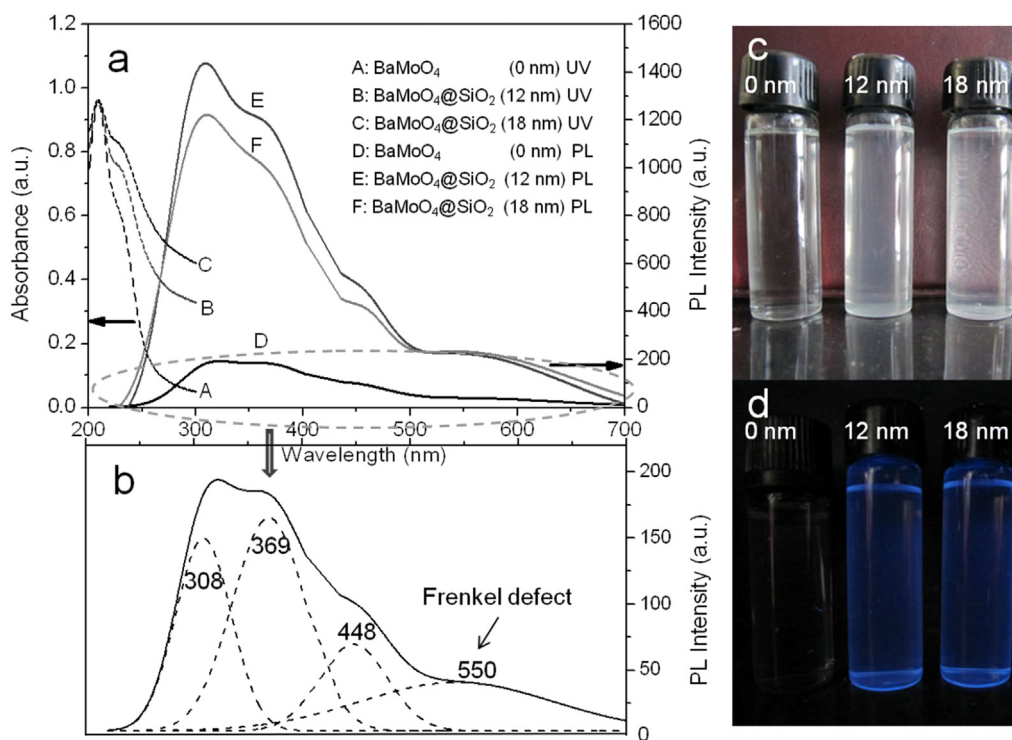 a
A: BaMoO₄ (0 nm) UV
B: BaMoO₄@SiO₂ (12 nm) UV
C: BaMoO₄@SiO₂ (18 nm) UV
D: BaMoO₄ (0 nm) PL
E: BaMoO₄@SiO₂ (12 nm) PL
F: BaMoO₄@SiO₂ (18 nm) PL
E
F
C
B
D
A
Absorbance (a.u.)
1.2
1.0
0.8
0.6
0.4
0.2
0.0
PL Intensity (a.u.)
1600
1400
1200
1000
800
600
400
200
0
200 300 400 500 600 700
Wavelength (nm)
b
308
369
448
550
Frenkel defect
PL Intensity (a.u.)
200
150
100
50
0
c
0 nm 12 nm 18 nm
d
0 nm 12 nm 18 nm